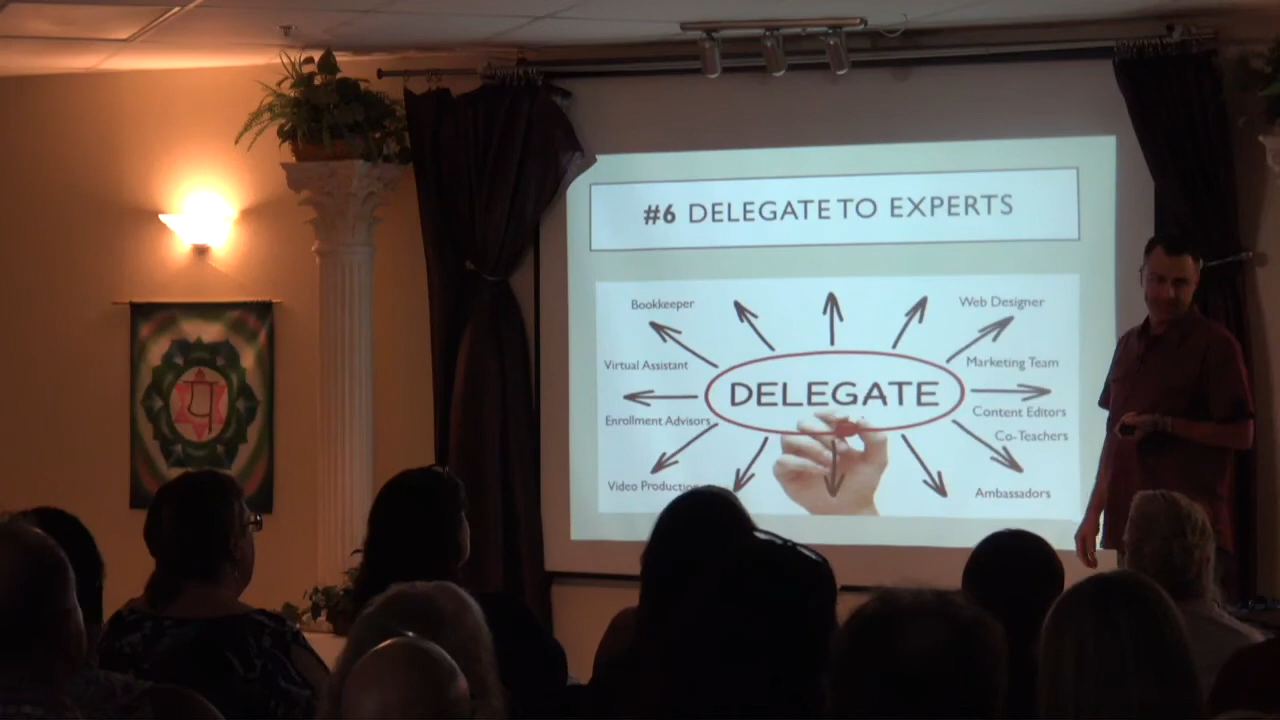 #6 DELEGATE TO EXPERTS
Bookkeeper
Web Designer
Virtual Assistant
Marketing Team
DELEGATE
Enrollment Advisors
Content Editors
Co-Teachers
Video Production
Ambassadors